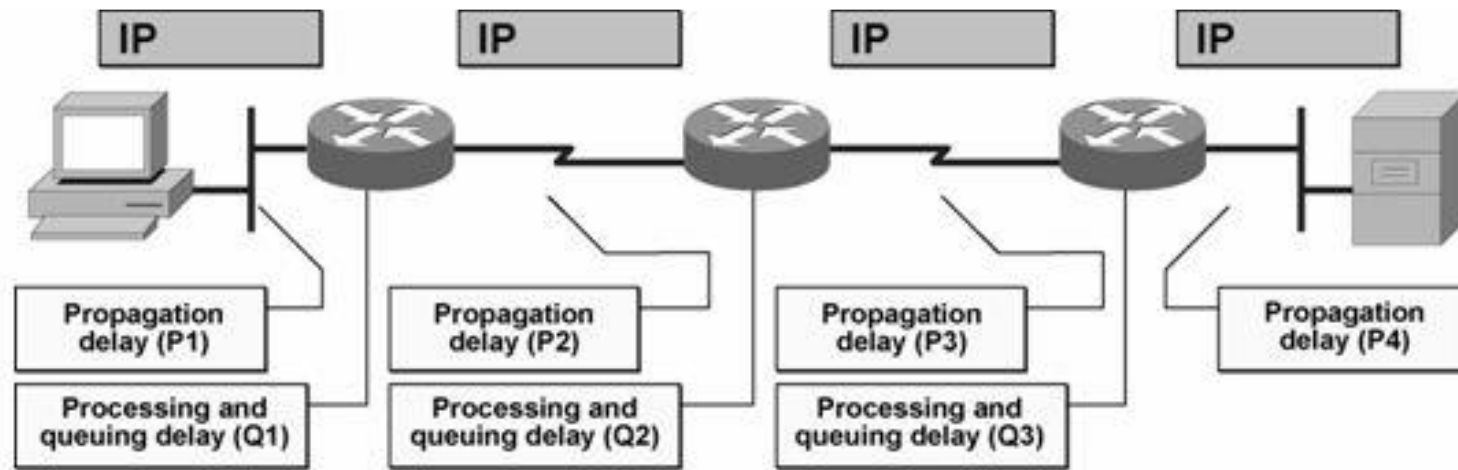 IP
IP
IP
IP
Propagation
delay (P1)
Propagation
delay (P2)
Propagation
delay (P3)
Propagation
delay (P4)
Processing and
queuing delay (Q1)
Processing and
queuing delay (Q2)
Processing and
queuing delay (Q3)